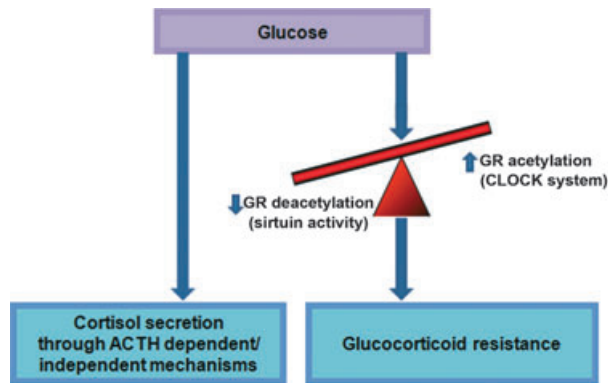 Glucose
GR acetylation
(CLOCK system)
GR deacetylation
(sirtuin activity)
Cortisol secretion
through ACTH dependent/
independent mechanisms
Glucocorticoid resistance